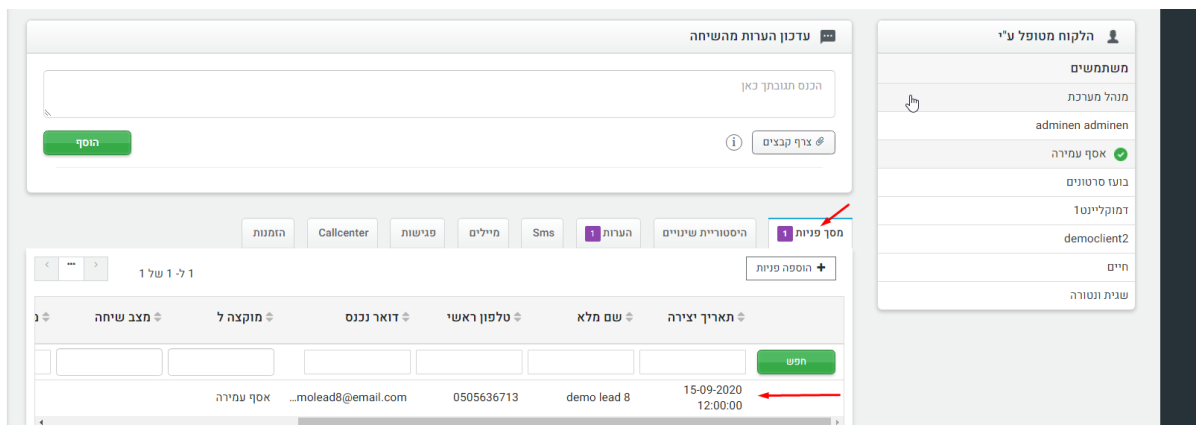 הלקוח מטופל ע"י
משתמשים
מנהל מערכת
adminen adminen
אסף עמירה
בועז סרטונים
דמוקליינט1
democlient2
חיים
שגית ונטורה
עדכון הערות מהשיחה
הכנס תגובתך כאן
צרף קבצים
הוסף
מסך פניות 1
היסטוריית שינויים
הערות 1
Sms
מיילים
פגישות
Callcenter
הזמנות
+ הוספה פניות
1 ל- 1 של 1
תאריך יצירה
שם מלא
טלפון ראשי
דואר נכנס
מוקצה ל
מצב שיחה
חפש
15-09-2020
12:00:00
demo lead 8
0505636713
...molead8@email.com
אסף עמירה